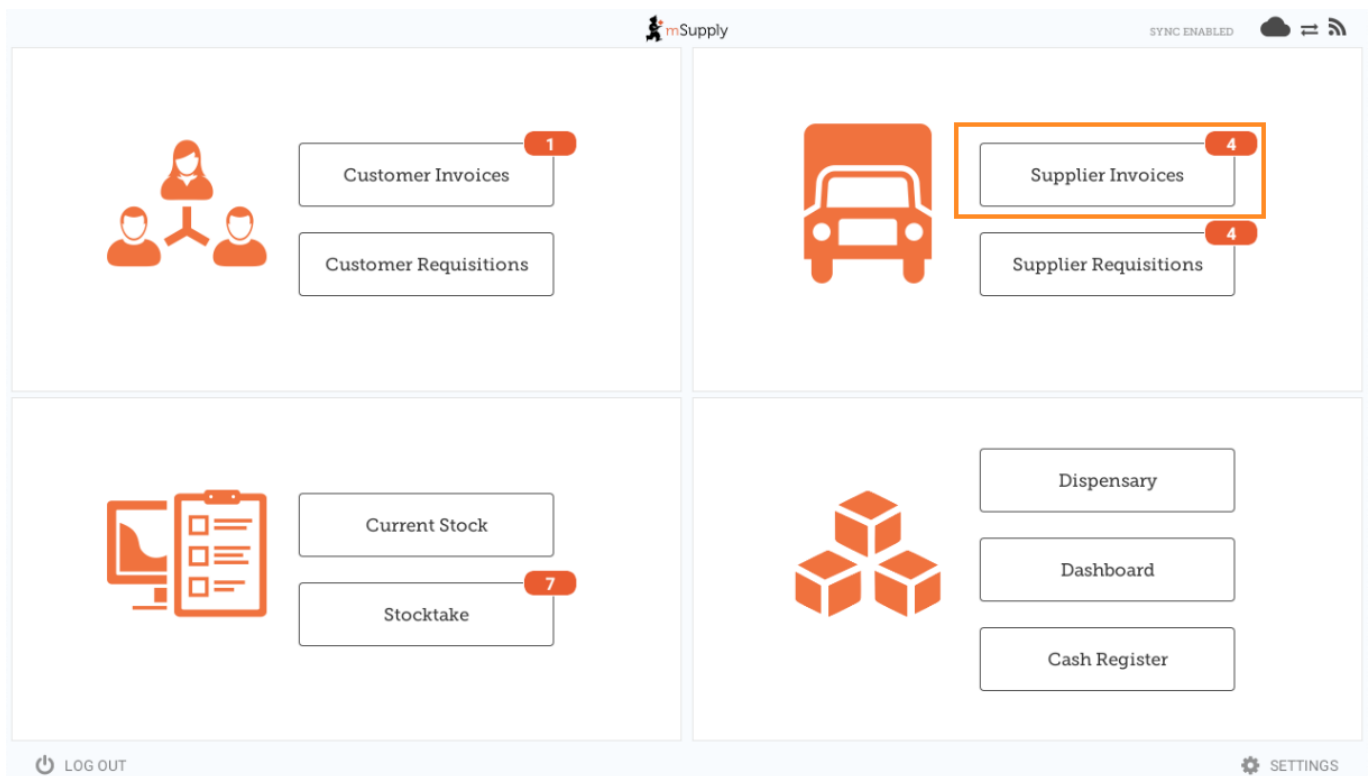 mSupply
SYNC ENABLED
1
Customer Invoices
Customer Requisitions
4
Supplier Invoices
4
Supplier Requisitions
Current Stock
7
Stocktake
Dispensary
Dashboard
Cash Register
LOG OUT
SETTINGS